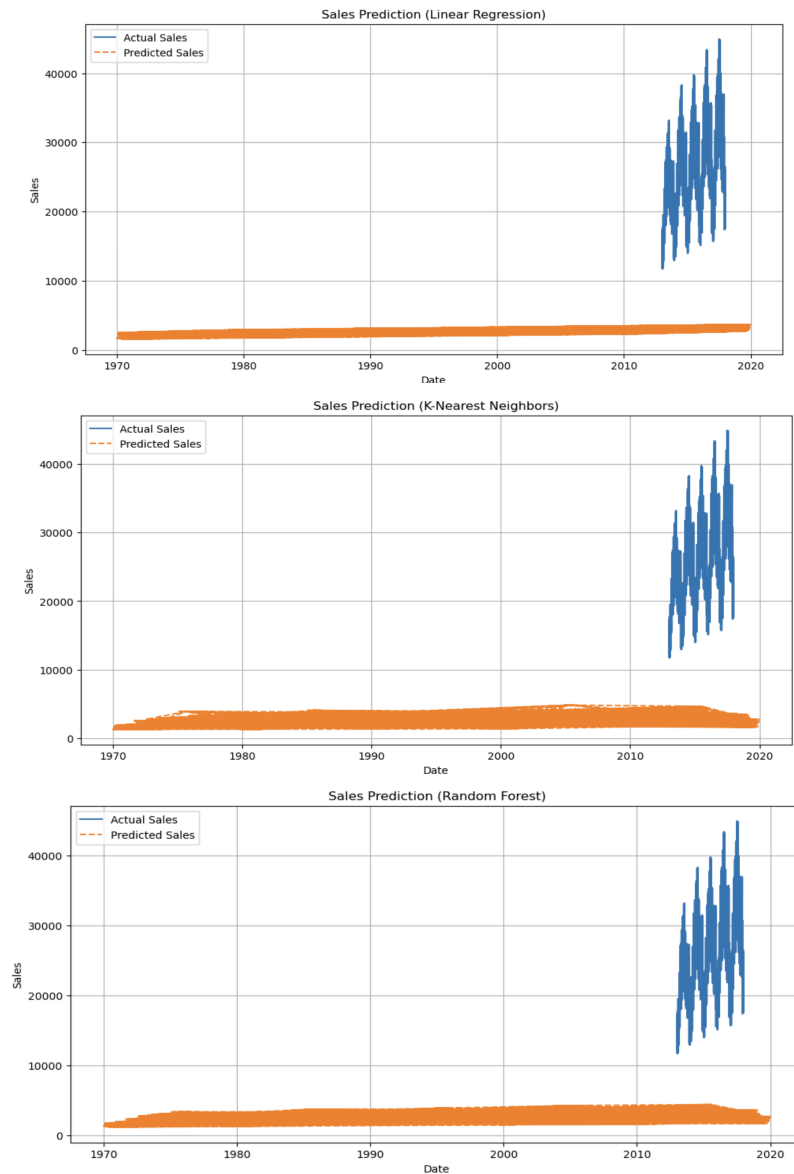 Sales Prediction (Linear Regression)
Actual Sales
Predicted Sales
40000
30000
20000
10000
0
Sales
1970 1980 1990 2000 2010 2020
Date
Sales Prediction (K-Nearest Neighbors)
Actual Sales
Predicted Sales
40000
30000
20000
10000
0
Sales
1970 1980 1990 2000 2010 2020
Date
Sales Prediction (Random Forest)
Actual Sales
Predicted Sales
40000
30000
20000
10000
0
Sales
1970 1980 1990 2000 2010 2020
Date